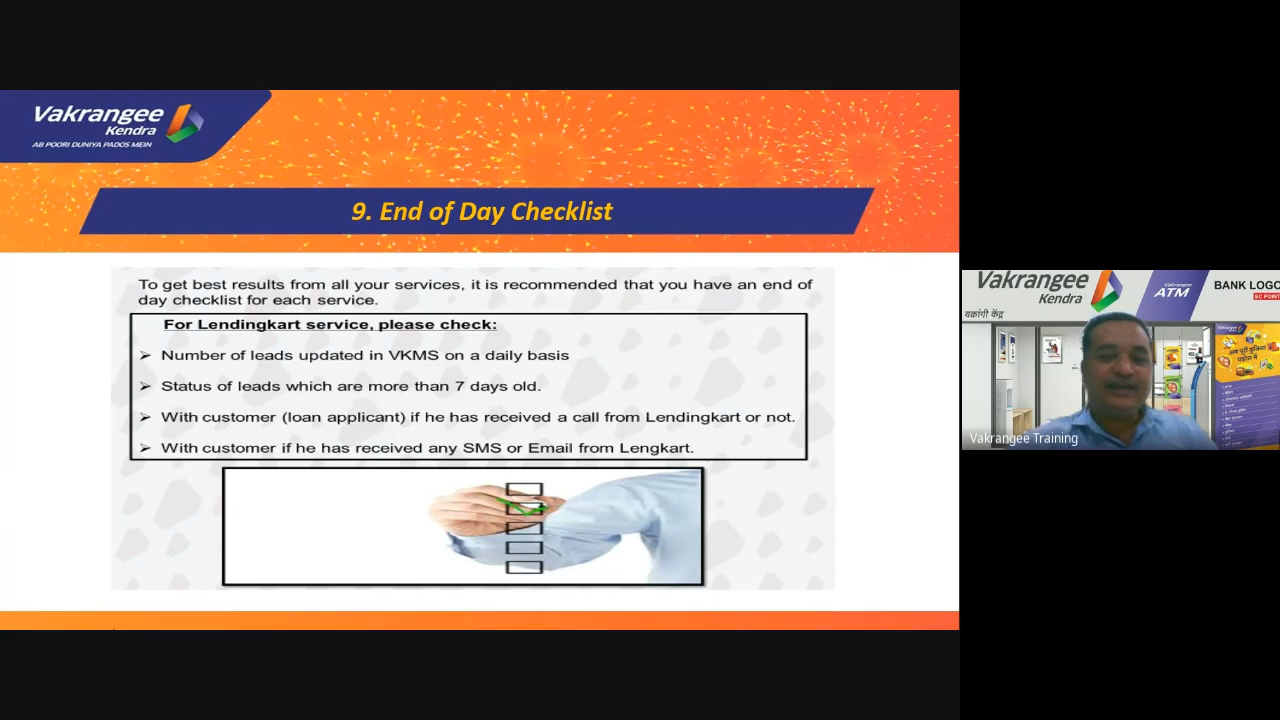 Vakrangee
Kendra
AB POORI DUNIYA PADOS MEIN
9. End of Day Checklist
To get best results from all your services, it is recommended that you have an end of
day checklist for each service.
For Lendingkart service, please check:
Number of leads updated in VKMS on a daily basis
Status of leads which are more than 7 days old.
With customer (loan applicant) if he has received a call from Lendingkart or not.
With customer if he has received any SMS or Email from Lengkart.
Vakrangee
Kendra
वक्रांगी केंद्र
Vakrangee
ATM
BANK LOGO
BC POINT
Vakrangee Training